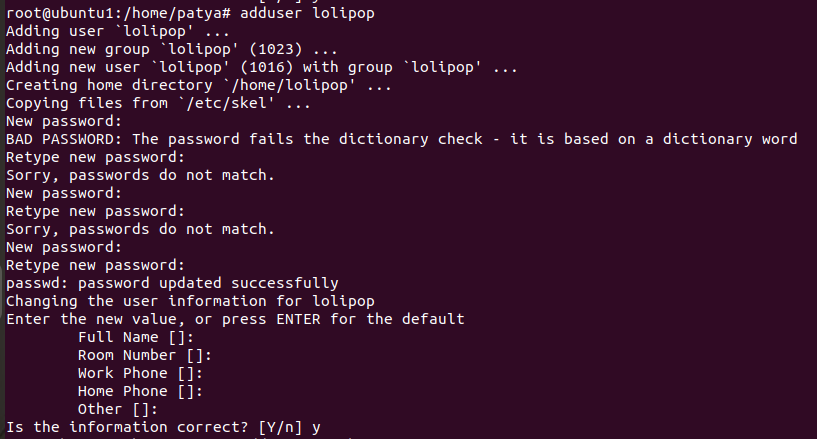 root@ubuntu1:/home/patya# adduser lolipop
Adding user `lolipop' ...
Adding new group `lolipop' (1023) ...
Adding new user `lolipop' (1016) with group `lolipop' ...
Creating home directory `/home/lolipop' ...
Copying files from `/etc/skel' ...
New password:
BAD PASSWORD: The password fails the dictionary check - it is based on a dictionary word
Retype new password:
Sorry, passwords do not match.
New password:
Retype new password:
Sorry, passwords do not match.
New password:
Retype new password:
passwd: password updated successfully
Changing the user information for lolipop
Enter the new value, or press ENTER for the default
        Full Name []:
        Room Number []:
        Work Phone []:
        Home Phone []:
        Other []:
Is the information correct? [Y/n] y